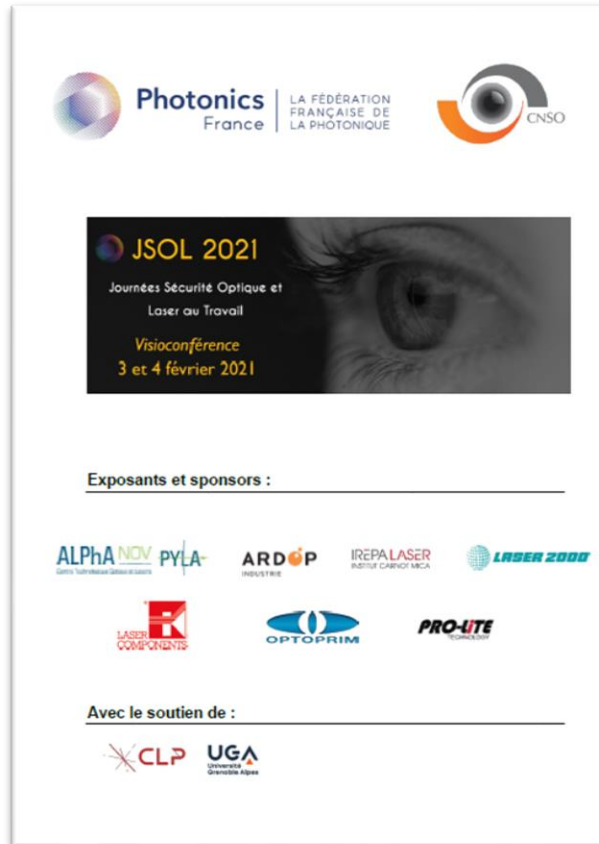 Photonics
France
LA FÉDÉRATION
FRANÇAISE DE
LA PHOTONIQUE
CNSO
JSOL 2021
Journées Sécurité Optique et
Laser au Travail
Visioconférence
3 et 4 février 2021
Exposants et sponsors :
ALPhA NOV
PYLA
ARDOP
INDUSTRIE
IREPA LASER
INSTITUT CARNOT MICA
LASER 2000
LASER
COMPONENTS
OPTOPRIM
PRO-LITE
TECHNOLOGY
Avec le soutien de :
CLP
UGA
Université
Grenoble Alpes